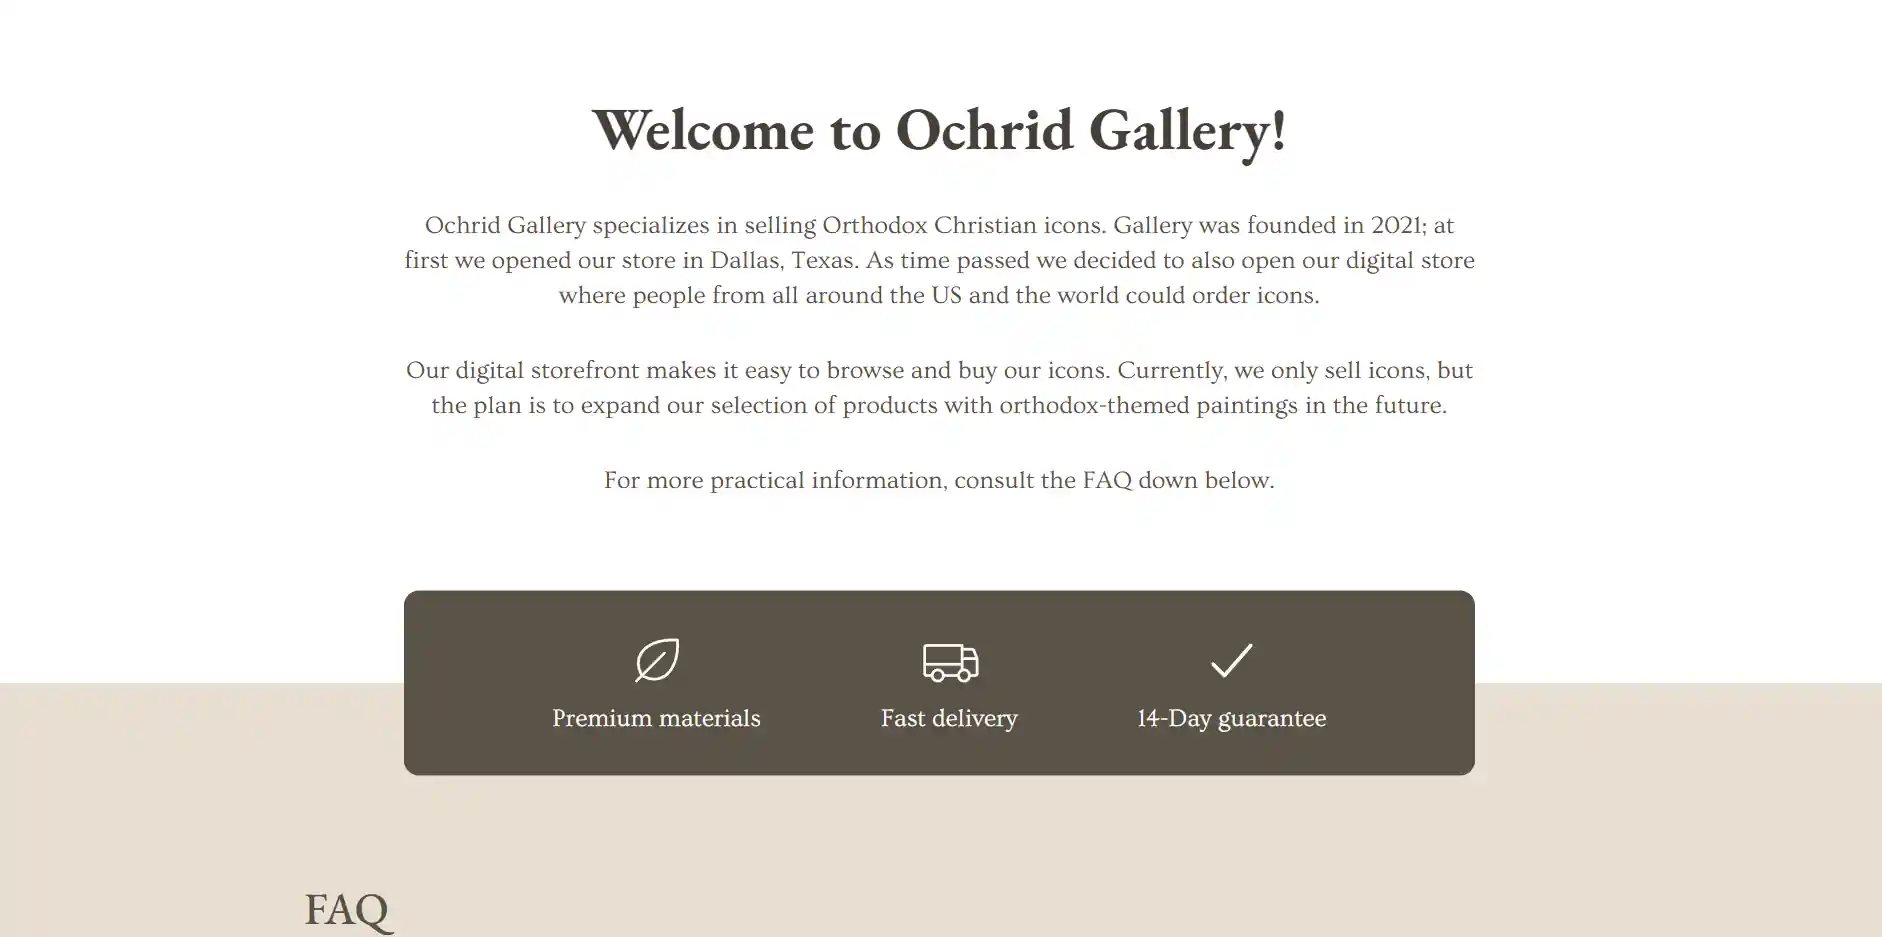 Welcome to Ochrid Gallery!
Ochrid Gallery specializes in selling Orthodox Christian icons. Gallery was founded in 2021; at
first we opened our store in Dallas, Texas. As time passed we decided to also open our digital store
where people from all around the US and the world could order icons.
Our digital storefront makes it easy to browse and buy our icons. Currently, we only sell icons, but
the plan is to expand our selection of products with orthodox-themed paintings in the future.
For more practical information, consult the FAQ down below.
Premium materials
Fast delivery
14-Day guarantee
FAQ